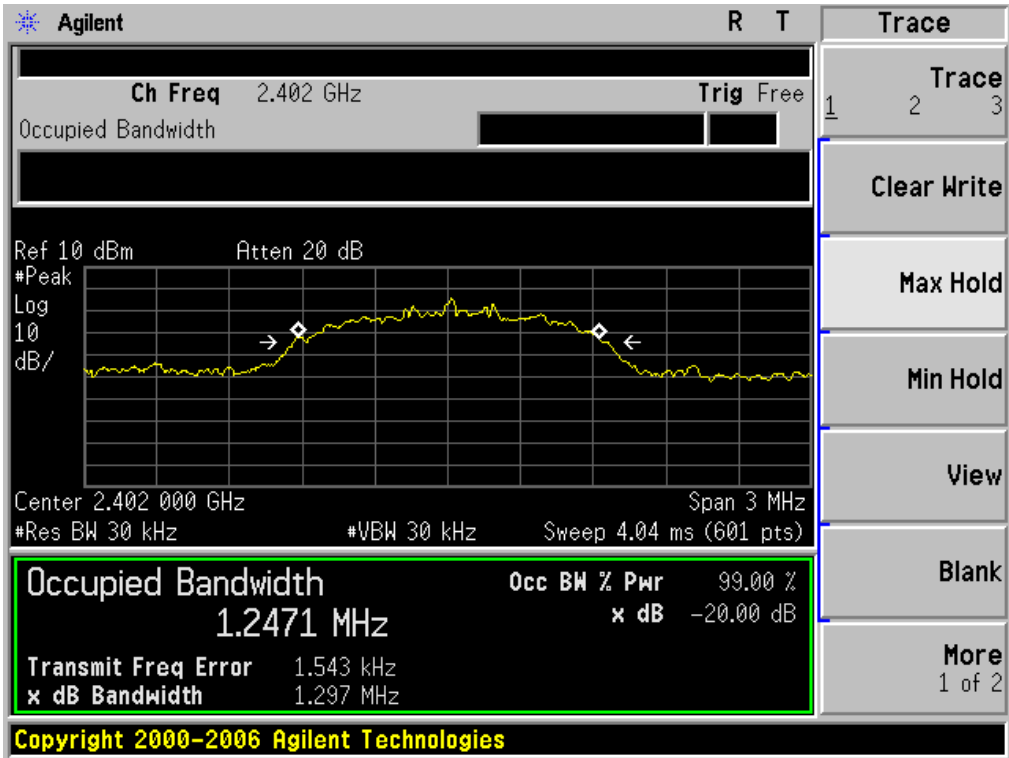 Agilent R T
Ch Freq 2.402 GHz Trig Free
Occupied Bandwidth
Ref 10 dBm Atten 20 dB
#Peak
Log
10
dB/
Center 2.402 000 GHz Span 3 MHz
#Res BW 30 kHz #VBW 30 kHz Sweep 4.04 ms (601 pts)
Occupied Bandwidth
1.2471 MHz
Occ BW % Pwr 99.00 %
x dB -20.00 dB
Transmit Freq Error 1.543 kHz
x dB Bandwidth 1.297 MHz
Copyright 2000-2006 Agilent Technologies
Trace
Trace
1 2 3
Clear Write
Max Hold
Min Hold
View
Blank
More
1 of 2